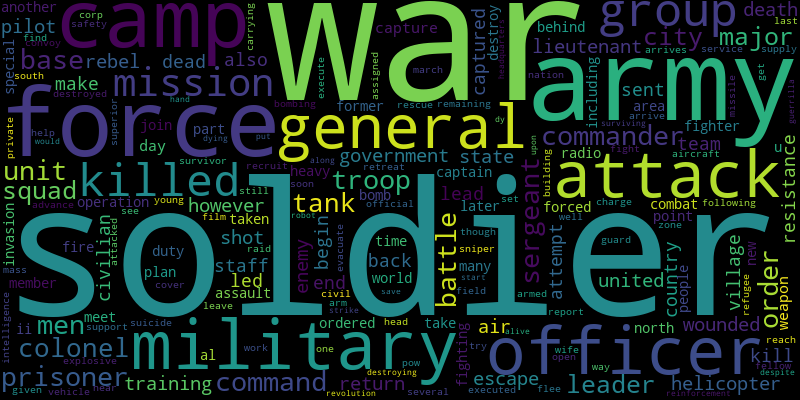 another
corp
safety
pilot
find
convoy
special
base
rebel
dead
also
south
destroyed
make
mission
camp
war
carrying
execute
assigned
capture
captured
destroy
behind
lieutenant
including
group
city
major
death
last
arrives
service
supply
nation
get
missile
guerrilla
army
sent
area
arrive
fighter
team
radio
aircraft
surviving
fight
commander
force
hand
superior
bombing
former
rescue
remaining
march
headquarters
private
help
would
join
part
day
dying
put
survivor
general
dy
government
state
along
retreat
heavy
recruit
soon
captain
unit
squad
killed
troop
attack
upon
building
u
resistance
however
still
operation
young
advance
see
film
taken
robot
tank
bomb
official
lead
set
later
sergeant
forced
charge
combat
following
point
well
zone
invasion
civilian
attacked
fire
duty
shot
raid
enemy
begin
evacuate
time
though
sniper
battle
many
start
attempt
guard
country
people
village
new
refugee
weapon
order
soldier
mass
plan
cover
staff
back
world
united
member
led
end
civil
arm
strike
save
field
armed
report
intelligence
men
meet
support
suicide
assault
leave
ordered
head
take
air
alive
north
wounded
reach
ii
colonel
explosive
al
work
one
pow
military
destroying
fighting
try
officer
wife
open
way
kill
fellow
despite
prisoner
given
vehicle
near
training
command
revolution
return
several
escape
executed
flee
leader
helicopter
reinforcement